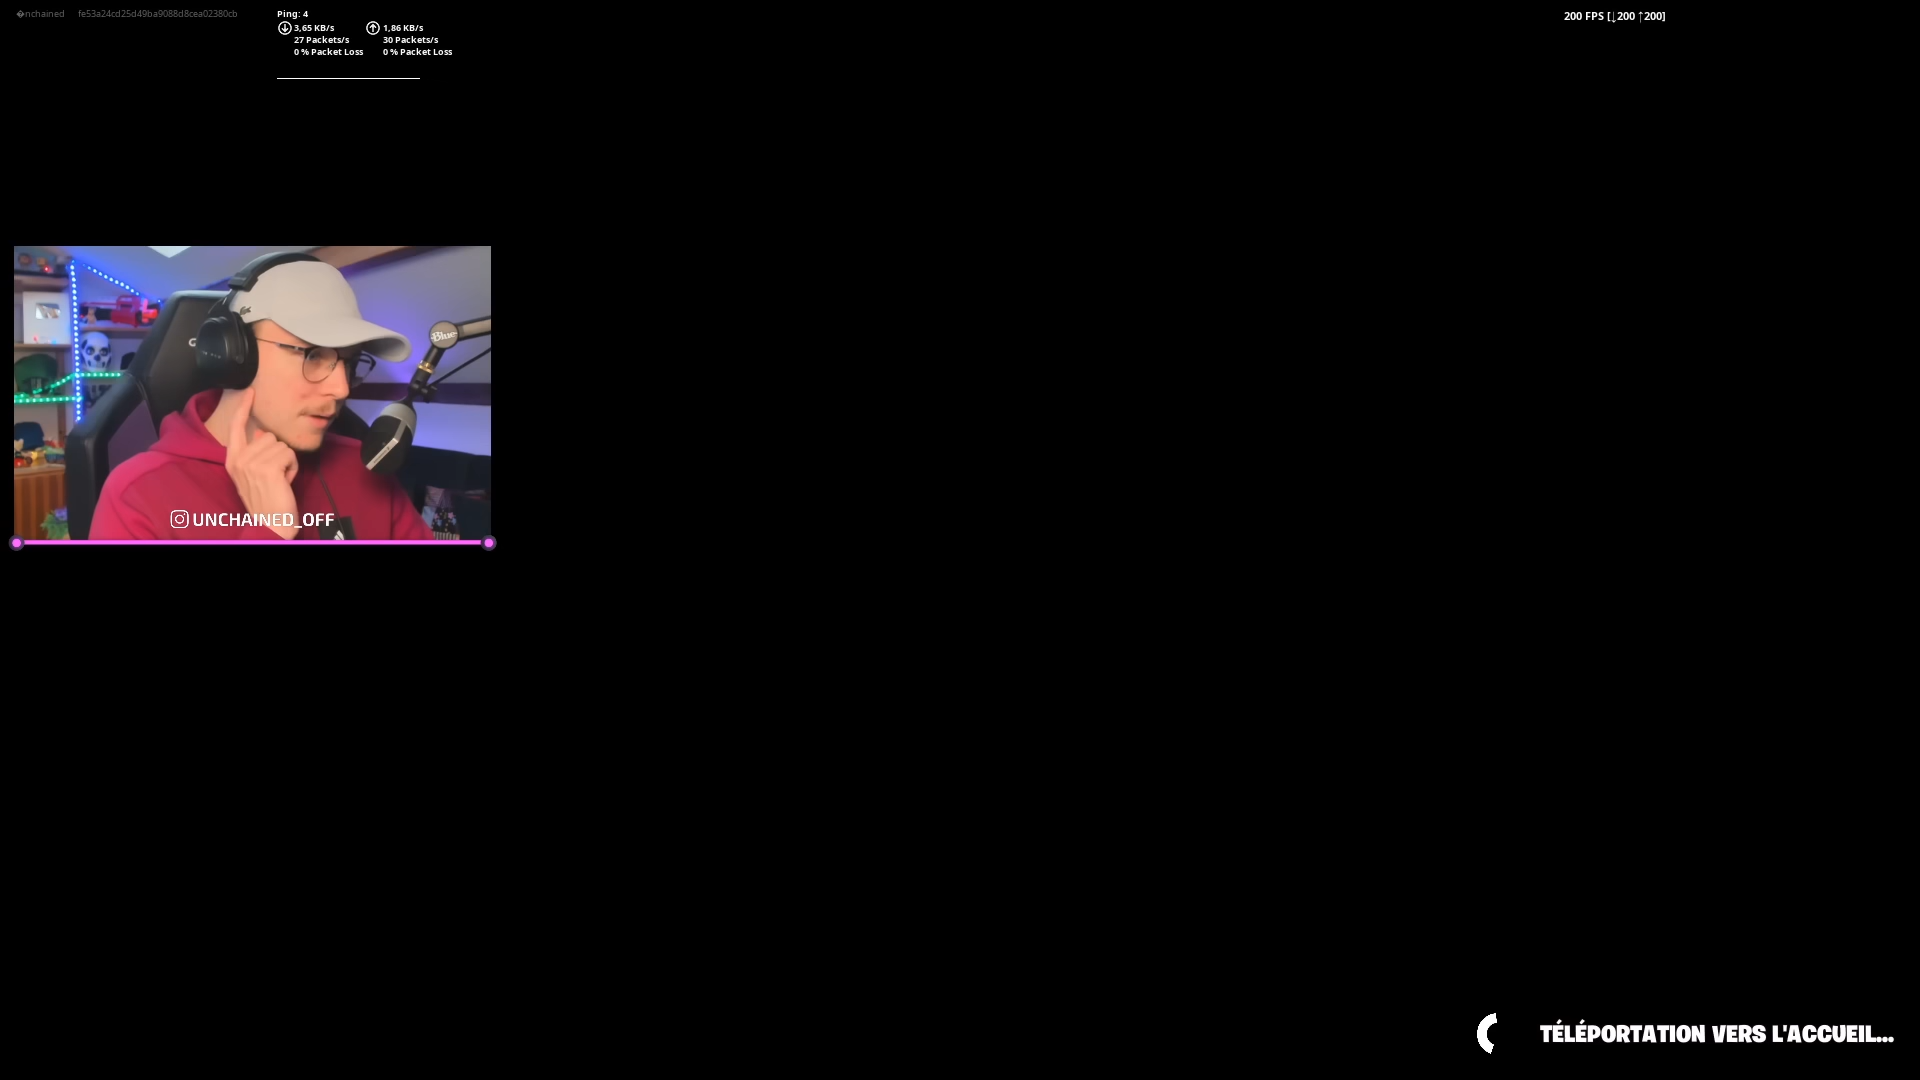 �nchained fe53a24cd25d49ba9088d8cea02380cb
Ping: 4
3,65 KB/s 1,86 KB/s
27 Packets/s 30 Packets/s
0 % Packet Loss 0 % Packet Loss
200 FPS [↓200 ↑200]
Blue
UNCHAINED_OFF
TÉLÉPORTATION VERS L'ACCUEIL...